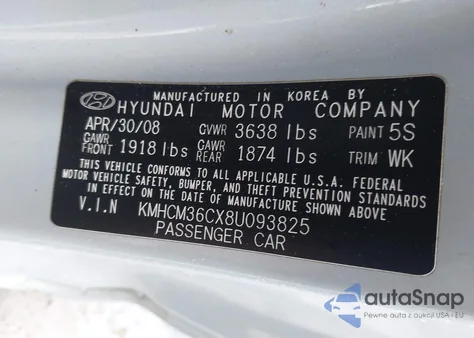 MANUFACTURED IN KOREA BY
HYUNDAI MOTOR COMPANY
APR/30/08 GVWR 3638 lbs PAINT 5S
GAWR FRONT 1918 lbs GAWR REAR 1874 lbs TRIM WK
THIS VEHICLE CONFORMS TO ALL APPLICABLE U.S.A. FEDERAL
MOTOR VEHICLE SAFETY, BUMPER, AND THEFT PREVENTION STANDARDS
IN EFFECT ON THE DATE OF MANUFACTURE SHOWN ABOVE.
V.I.N KMHCM36CX8U093825
PASSENGER CAR
autoSnap
Pewne auta z aukcji USA i EU